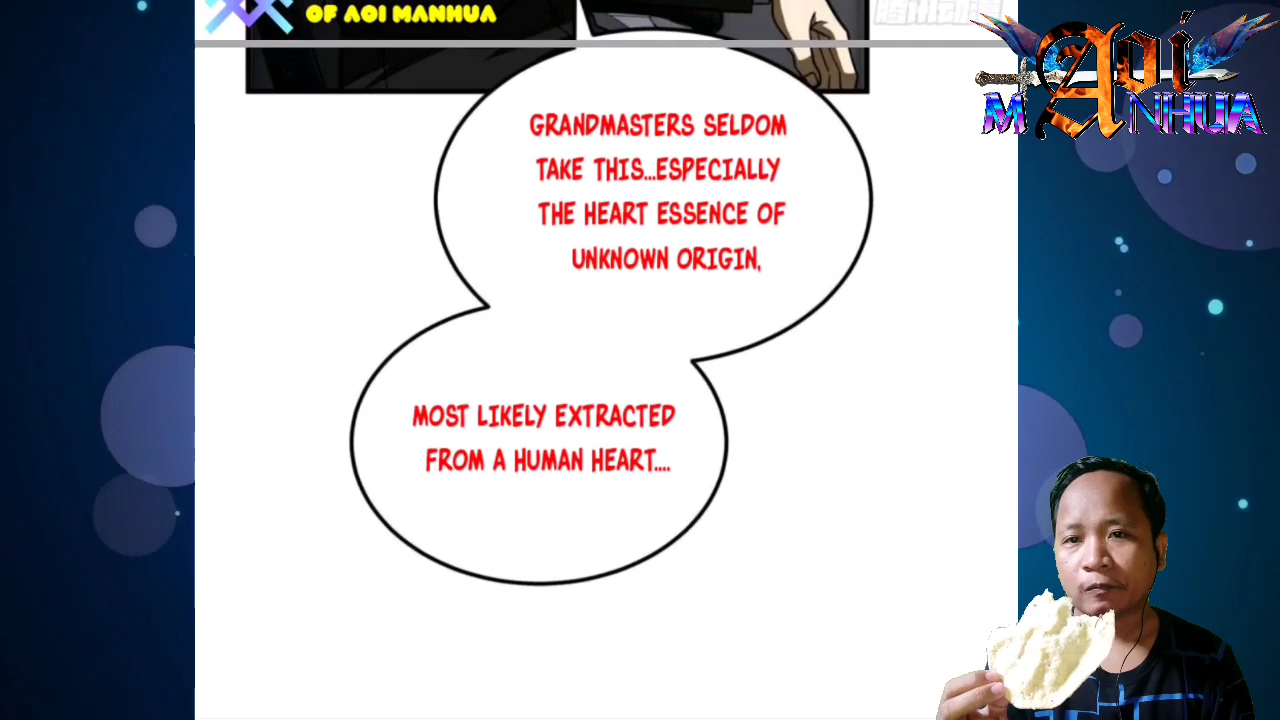 OF AOI MANHUA
Aoi
MANHUA
GRANDMASTERS SELDOM
TAKE THIS...ESPECIALLY
THE HEART ESSENCE OF
UNKNOWN ORIGIN,
MOST LIKELY EXTRACTED
FROM A HUMAN HEART....